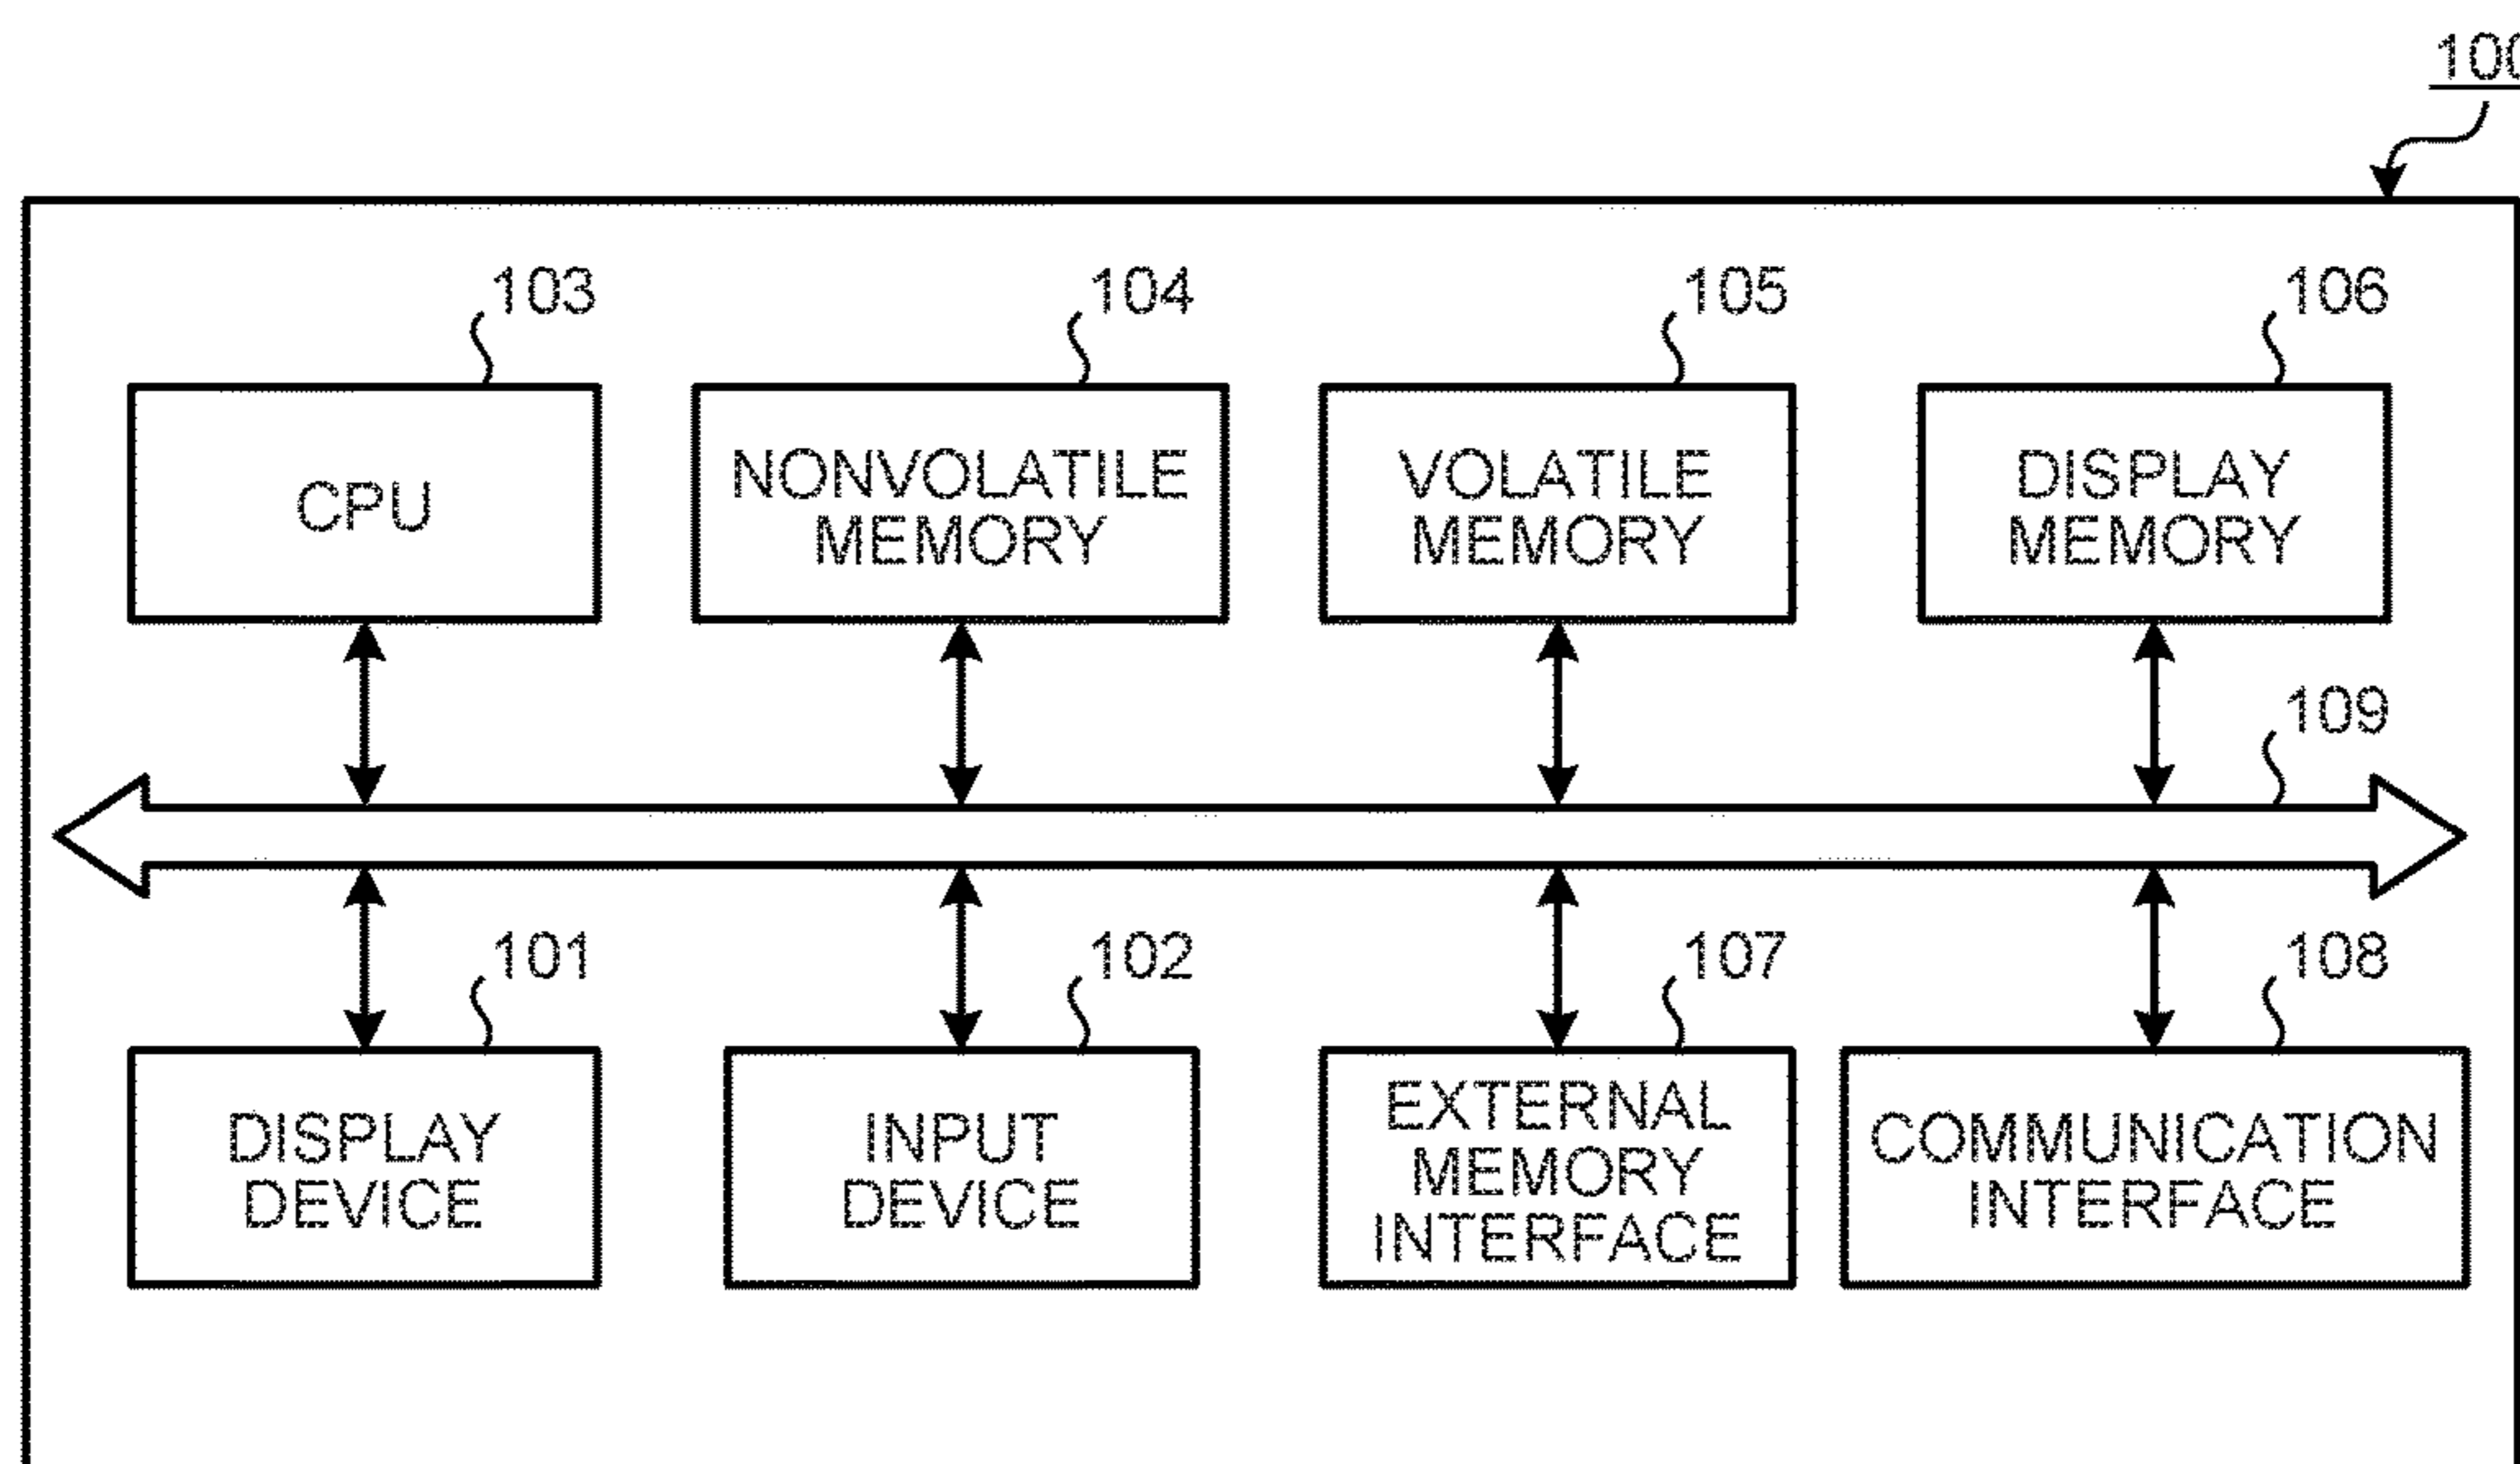 100
103
104
105
106
CPU
NONVOLATILE
MEMORY
VOLATILE
MEMORY
DISPLAY
MEMORY
109
101
102
107
108
DISPLAY
DEVICE
INPUT
DEVICE
EXTERNAL
MEMORY
INTERFACE
COMMUNICATION
INTERFACE